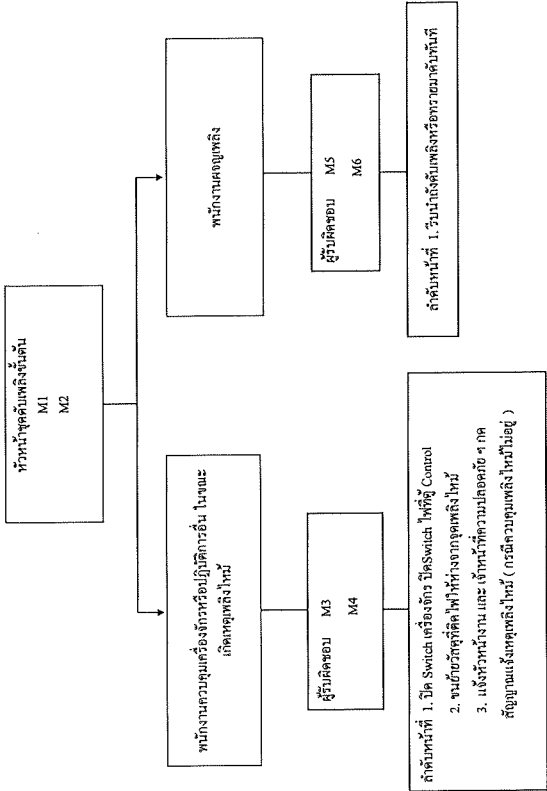 หัวหน้าชุดดับเพลิงขั้นต้น
M1
M2
พนักงานควบคุมเครื่องจักรหรือปฏิบัติการอื่น ในขณะ
เกิดเหตุเพลิงไหม้
ผู้รับผิดชอบ M3
M4
ลำดับหน้าที่ 1. ปิด Switch เครื่องจักร ปิดSwitch ไฟที่ตู้ Control
2. ขนย้ายวัสดุที่ติดไฟให้ห่างจากจุดเพลิงไหม้
3. แจ้งหัวหน้างาน และ เจ้าหน้าที่ความปลอดภัย ๆ กด
สัญญาณแจ้งเหตุเพลิงไหม้ ( กรณีควบคุมเพลิงไหม้ไม่อยู่ )
พนักงานผจญเพลิง
ผู้รับผิดชอบ M5
M6
ลำดับหน้าที่ 1. รีบนำถังดับเพลิงหรือทรายมาดับทันที